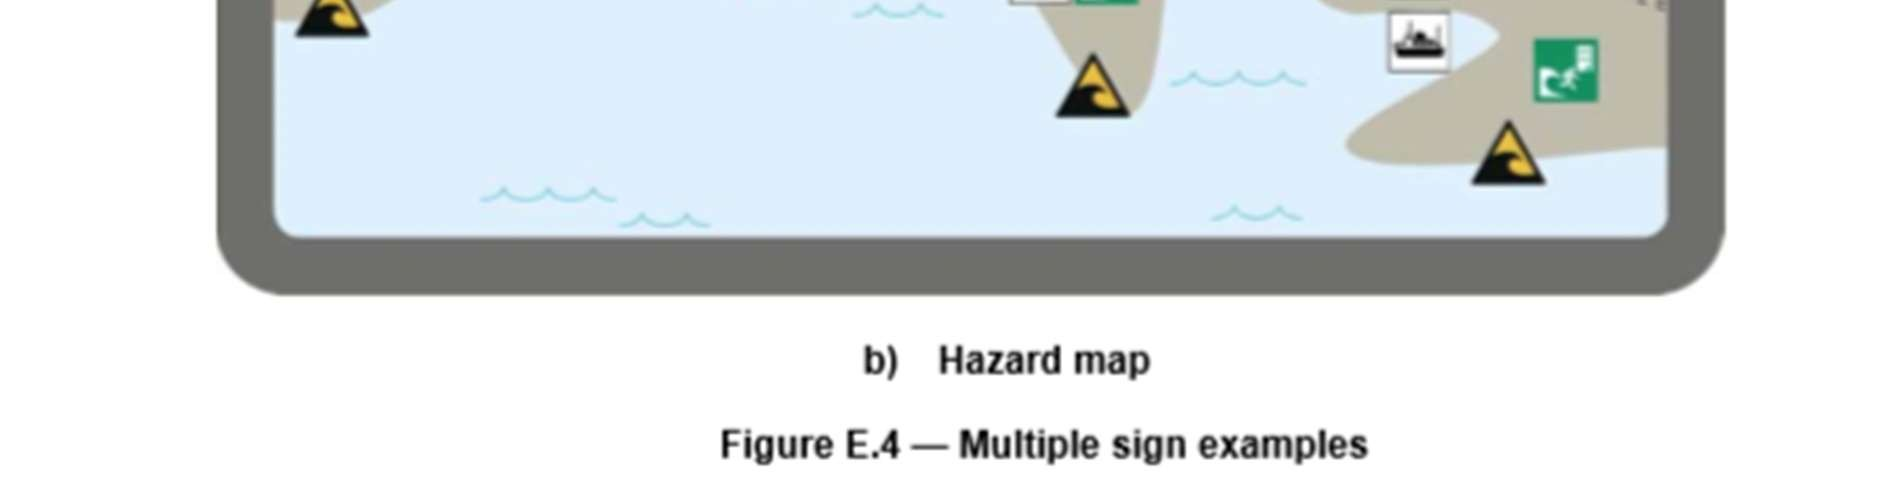 b) Hazard map
Figure E.4 — Multiple sign examples